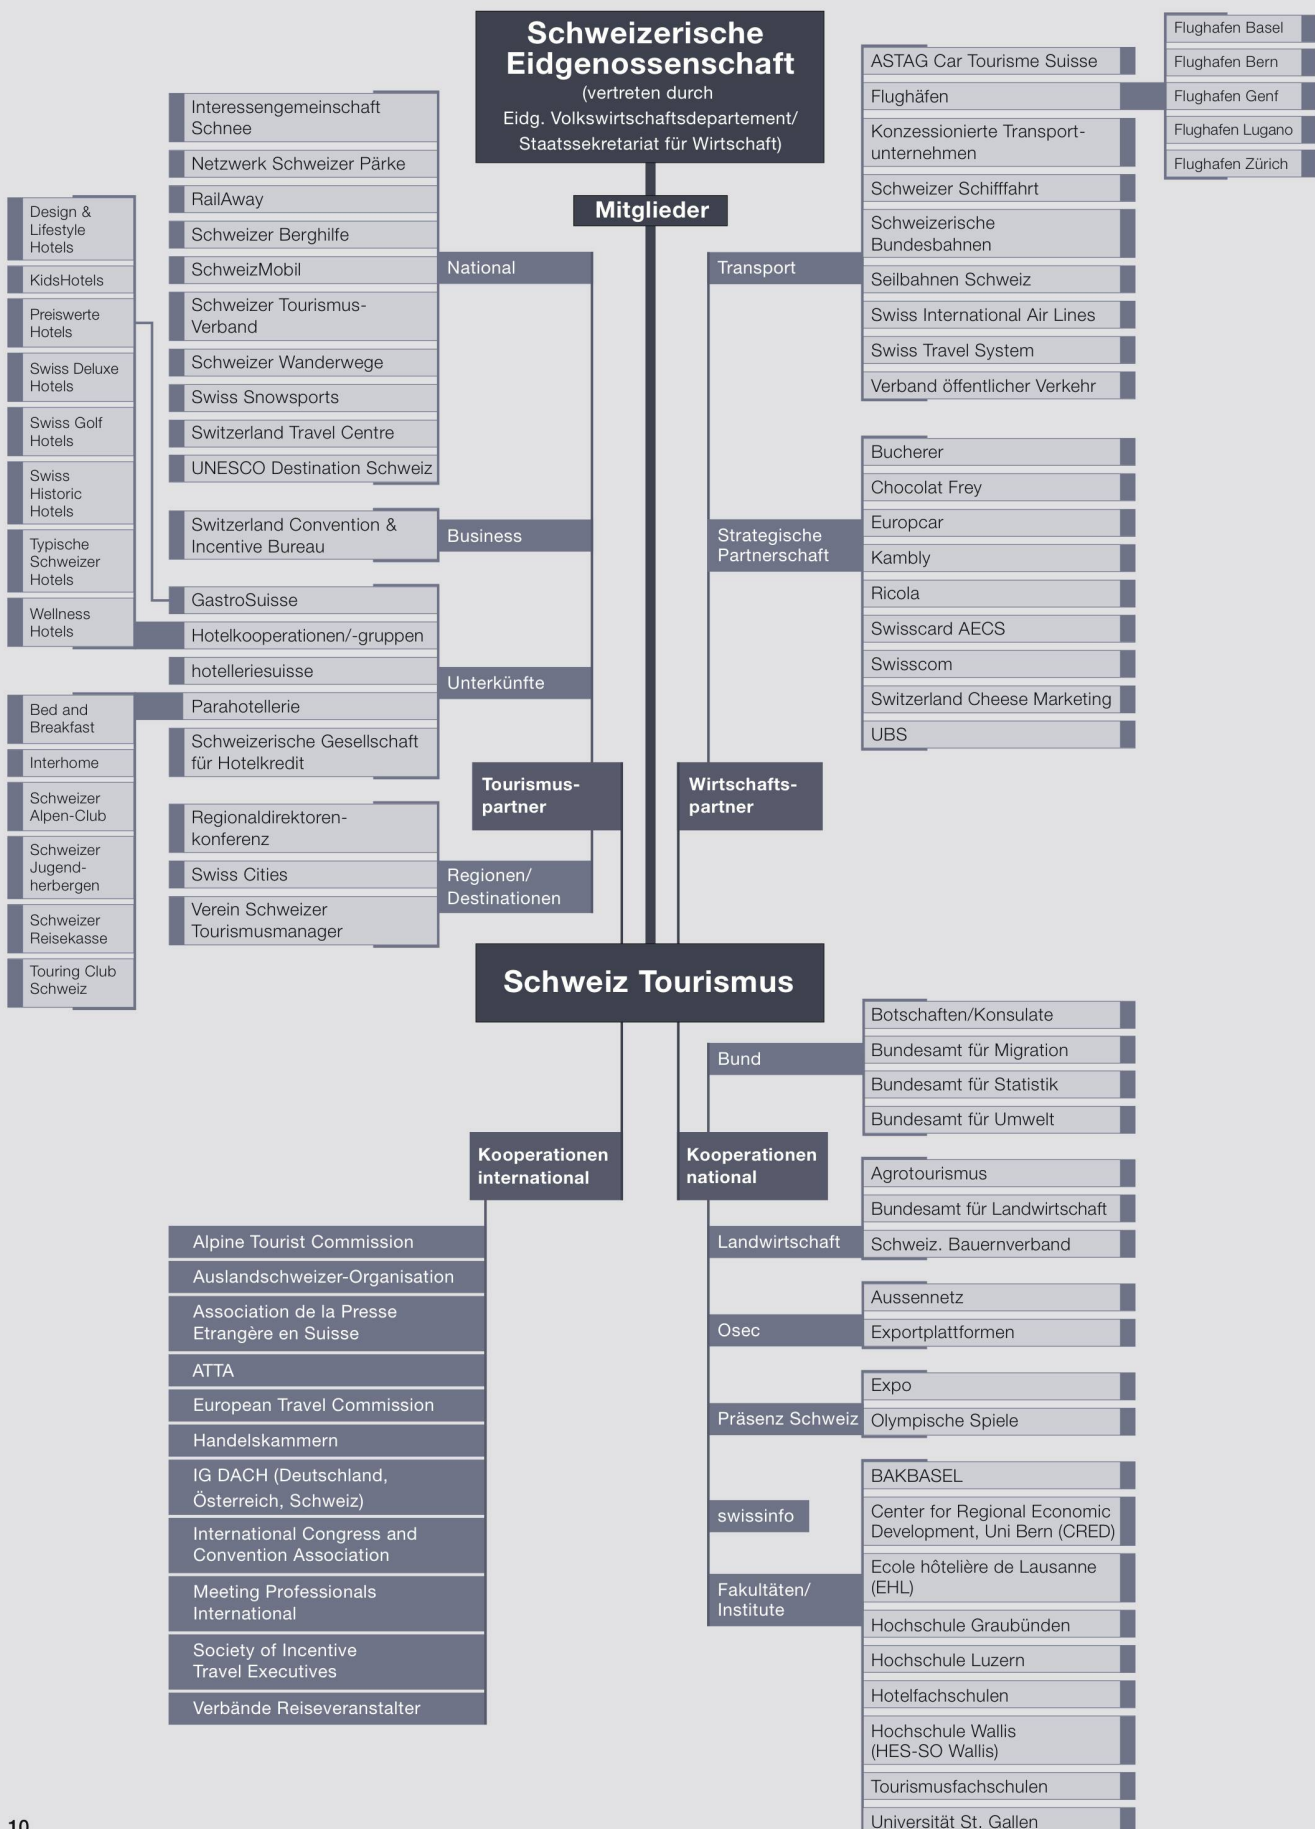 Schweizerische
Eidgenossenschaft
(vertreten durch
Eidg. Volkswirtschaftsdepartement/
Staatssekretariat für Wirtschaft)
Mitglieder
National
Interessengemeinschaft
Schnee
Netzwerk Schweizer Pärke
RailAway
Schweizer Berghilfe
SchweizMobil
Schweizer Tourismus-
Verband
Schweizer Wanderwege
Swiss Snowsports
Switzerland Travel Centre
UNESCO Destination Schweiz
Business
Switzerland Convention &
Incentive Bureau
Unterkünfte
GastroSuisse
Hotelkooperationen/-gruppen
hotelleriesuisse
Parahotellerie
Schweizerische Gesellschaft
für Hotelkredit
Design &
Lifestyle
Hotels
KidsHotels
Preiswerte
Hotels
Swiss Deluxe
Hotels
Swiss Golf
Hotels
Swiss
Historic
Hotels
Typische
Schweizer
Hotels
Wellness
Hotels
Bed and
Breakfast
Interhome
Schweizer
Alpen-Club
Schweizer
Jugend-
herbergen
Schweizer
Reisekasse
Touring Club
Schweiz
Regionen/
Destinationen
Regionaldirektoren-
konferenz
Swiss Cities
Verein Schweizer
Tourismusmanager
Tourismus-
partner
Wirtschafts-
partner
Transport
ASTAG Car Tourisme Suisse
Flughäfen
Konzessionierte Transport-
unternehmen
Schweizer Schifffahrt
Schweizerische
Bundesbahnen
Seilbahnen Schweiz
Swiss International Air Lines
Swiss Travel System
Verband öffentlicher Verkehr
Flughafen Basel
Flughafen Bern
Flughafen Genf
Flughafen Lugano
Flughafen Zürich
Strategische
Partnerschaft
Bucherer
Chocolat Frey
Europcar
Kambly
Ricola
Swisscard AECS
Swisscom
Switzerland Cheese Marketing
UBS
Schweiz Tourismus
Kooperationen
international
Alpine Tourist Commission
Auslandschweizer-Organisation
Association de la Presse
Etrangère en Suisse
ATTA
European Travel Commission
Handelskammern
IG DACH (Deutschland,
Österreich, Schweiz)
International Congress and
Convention Association
Meeting Professionals
International
Society of Incentive
Travel Executives
Verbände Reiseveranstalter
Kooperationen
national
Bund
Botschaften/Konsulate
Bundesamt für Migration
Bundesamt für Statistik
Bundesamt für Umwelt
Landwirtschaft
Agrotourismus
Bundesamt für Landwirtschaft
Schweiz. Bauernverband
Osec
Aussennetz
Exportplattformen
Präsenz Schweiz
Expo
Olympische Spiele
swissinfo
Fakultäten/
Institute
BAKBASEL
Center for Regional Economic
Development, Uni Bern (CRED)
Ecole hôtelière de Lausanne
(EHL)
Hochschule Graubünden
Hochschule Luzern
Hotelfachschulen
Hochschule Wallis
(HES-SO Wallis)
Tourismusfachschulen
Universität St. Gallen
10